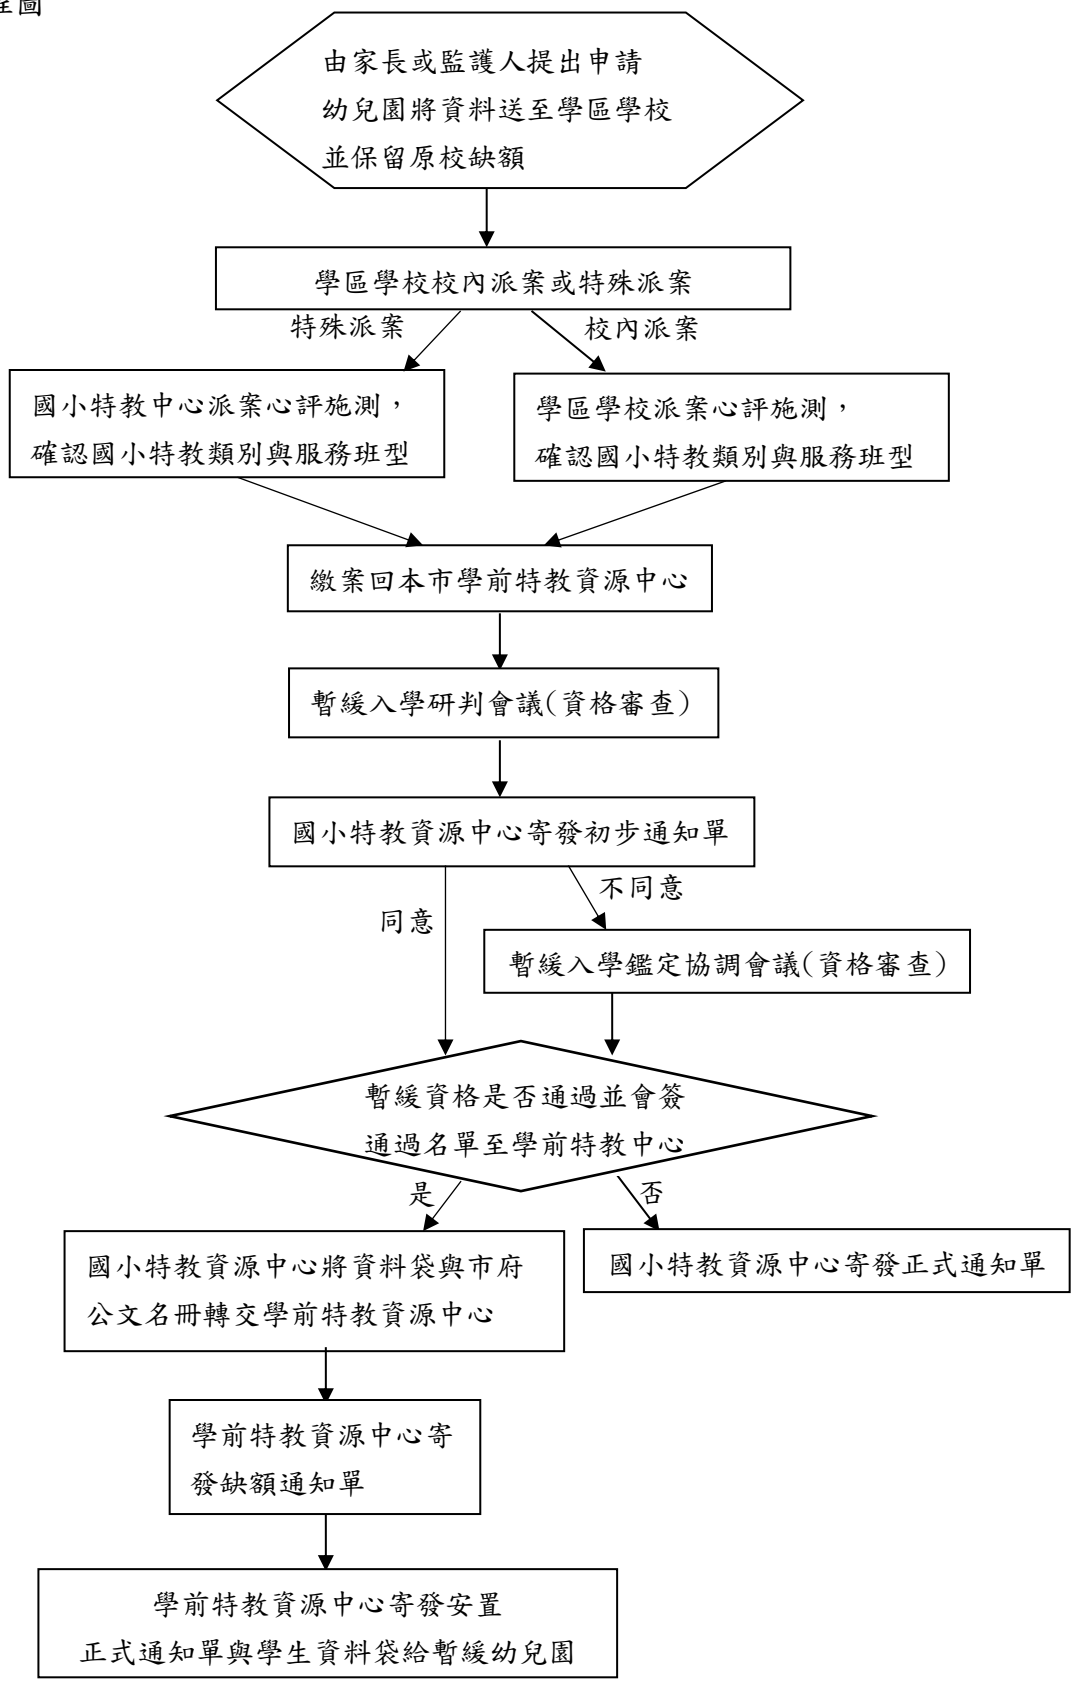 程圖
由家長或監護人提出申請
幼兒園將資料送至學區學校
並保留原校缺額
學區學校校內派案或特殊派案
特殊派案
校內派案
國小特教中心派案心評施測，
確認國小特教類別與服務班型
學區學校派案心評施測，
確認國小特教類別與服務班型
繳案回本市學前特教資源中心
暫緩入學研判會議(資格審查)
國小特教資源中心寄發初步通知單
不同意
同意
暫緩入學鑑定協調會議(資格審查)
暫緩資格是否通過並會簽
通過名單至學前特教中心
是
否
國小特教資源中心將資料袋與市府
公文名冊轉交學前特教資源中心
國小特教資源中心寄發正式通知單
學前特教資源中心寄
發缺額通知單
學前特教資源中心寄發安置
正式通知單與學生資料袋給暫緩幼兒園